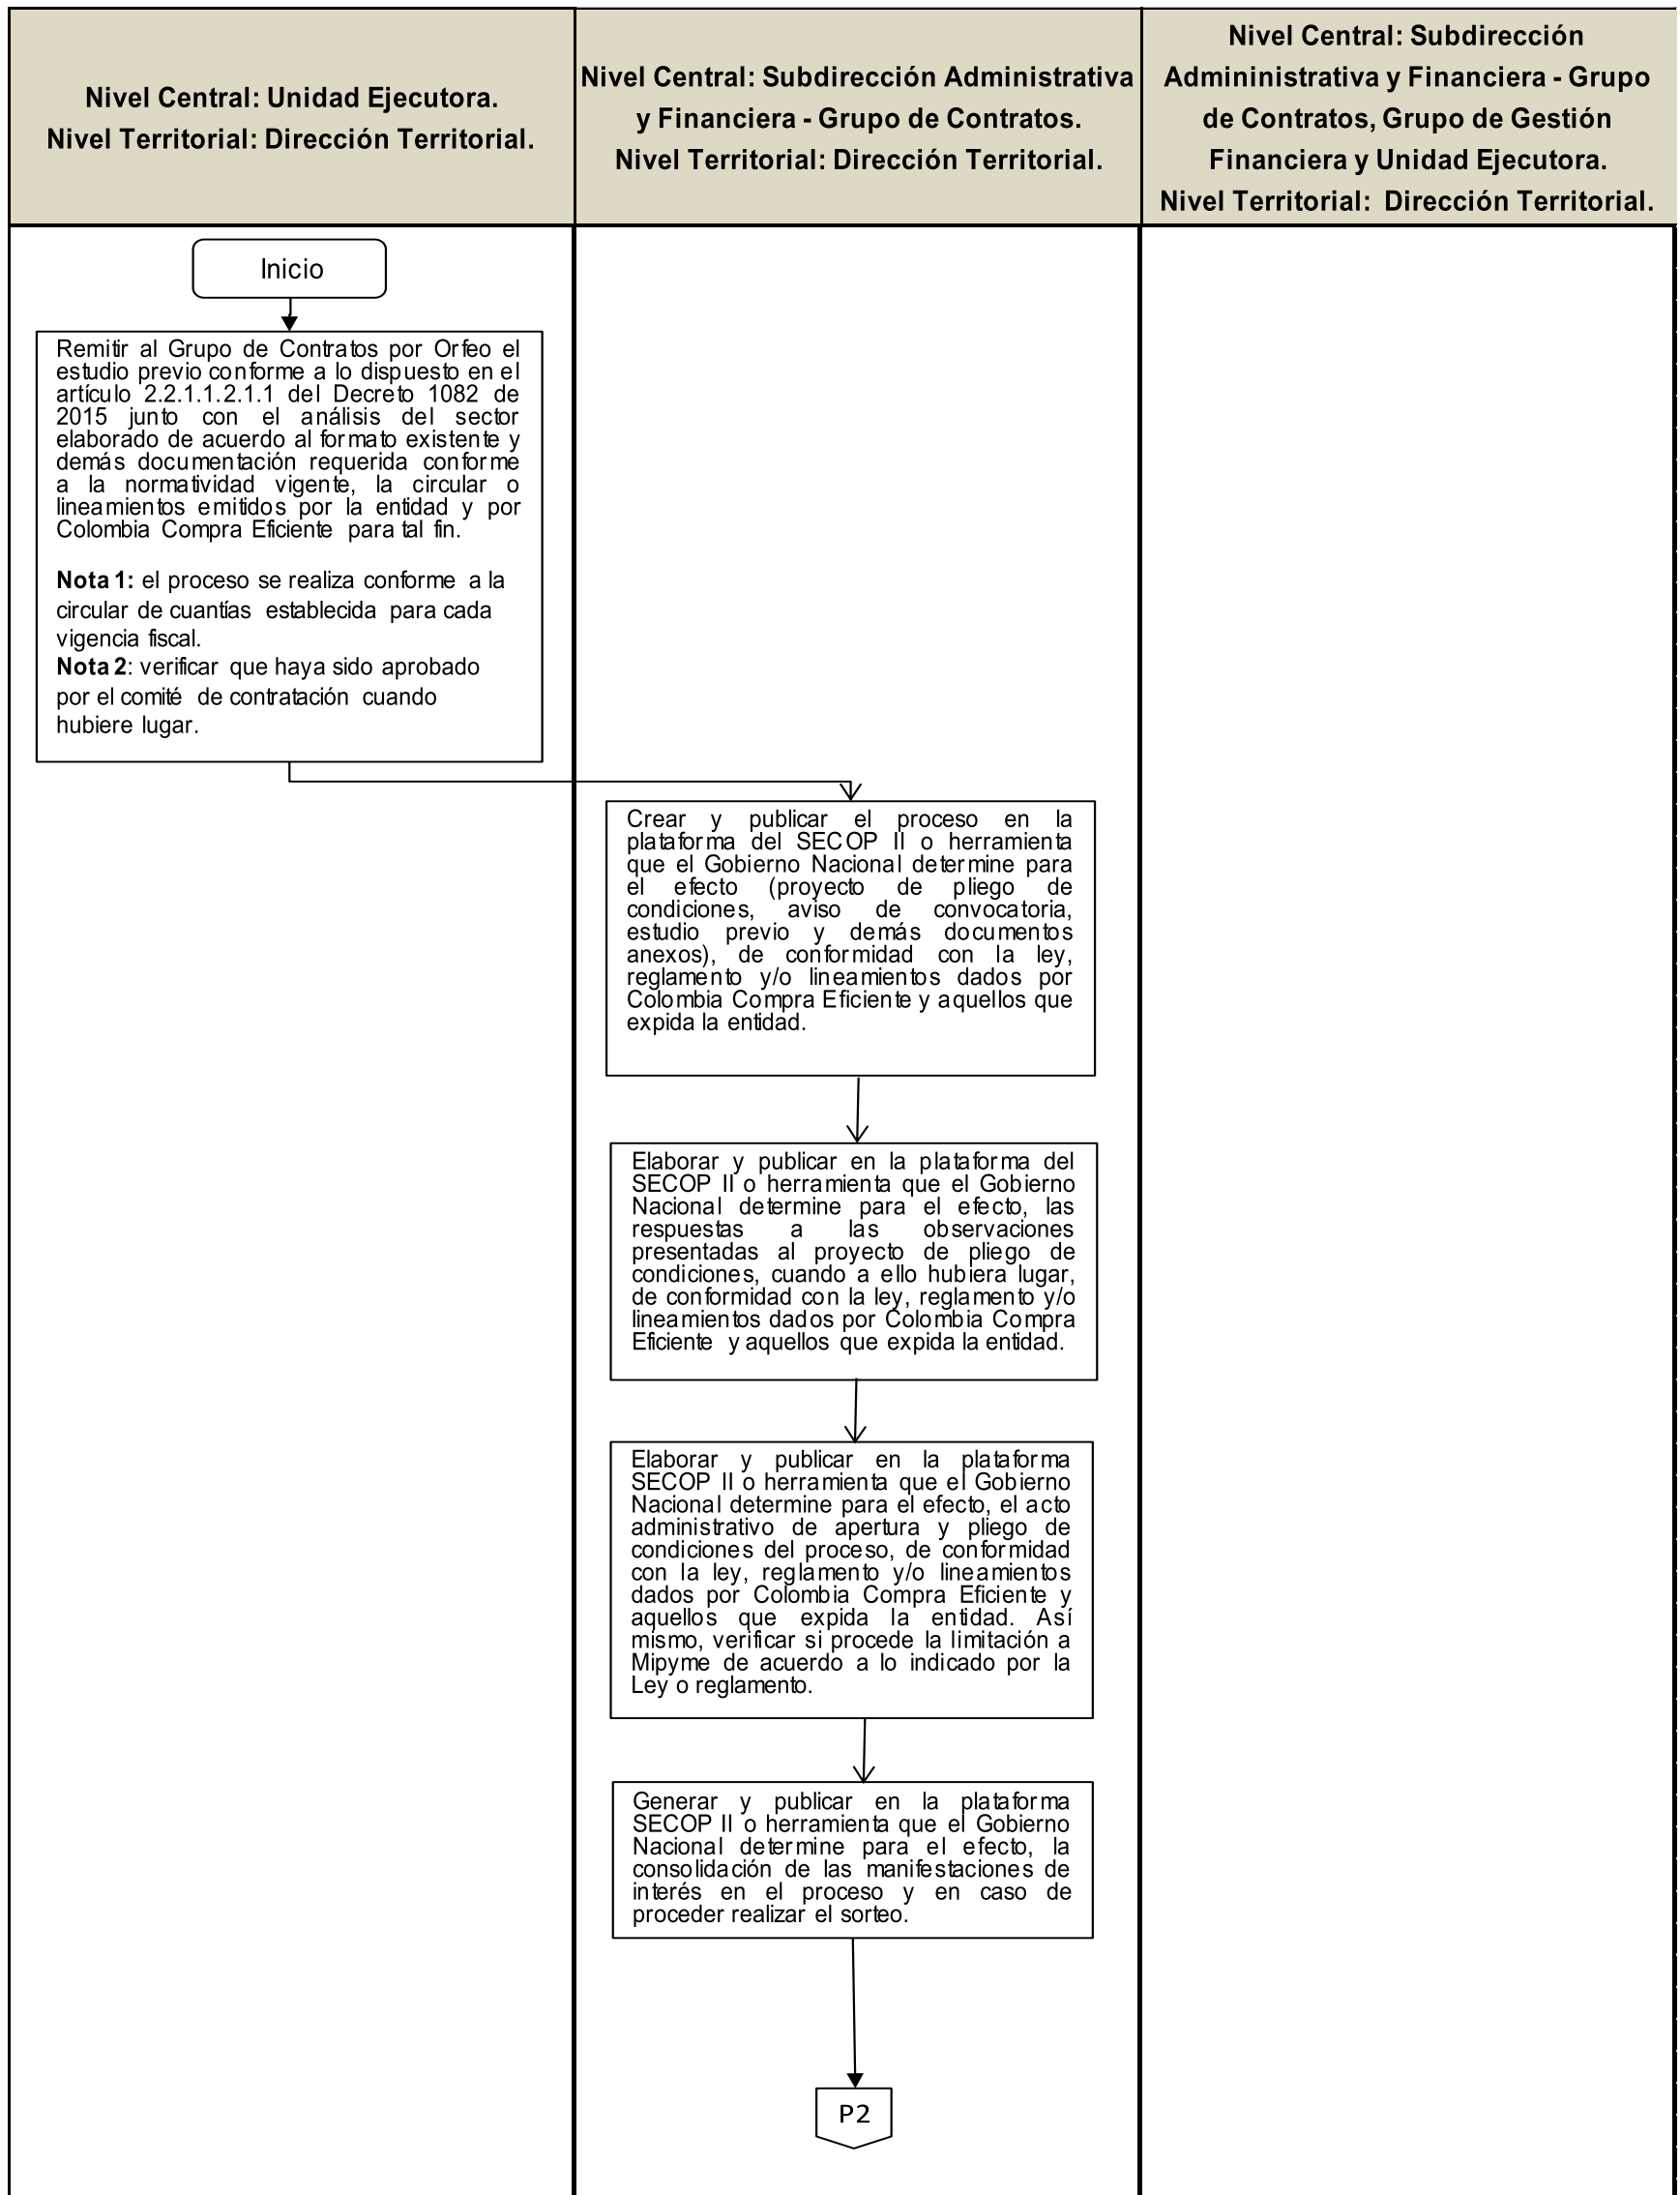 Nivel Central: Unidad Ejecutora.
Nivel Territorial: Dirección Territorial.
Nivel Central: Subdirección Administrativa
y Financiera - Grupo de Contratos.
Nivel Territorial: Dirección Territorial.
Nivel Central: Subdirección
Admininistrativa y Financiera - Grupo
de Contratos, Grupo de Gestión
Financiera y Unidad Ejecutora.
Nivel Territorial: Dirección Territorial.
Inicio
Remitir al Grupo de Contratos por Orfeo el
estudio previo conforme a lo dispuesto en el
artículo 2.2.1.1.2.1.1 del Decreto 1082 de
2015 junto con el análisis del sector
elaborado de acuerdo al formato existente y
demás documentación requerida conforme
a la normatividad vigente, la circular o
lineamientos emitidos por la entidad y por
Colombia Compra Eficiente para tal fin.
Nota 1: el proceso se realiza conforme a la
circular de cuantías establecida para cada
vigencia fiscal.
Nota 2: verificar que haya sido aprobado
por el comité de contratación cuando
hubiere lugar.
Crear y publicar el proceso en la
plataforma del SECOP II o herramienta
que el Gobierno Nacional determine para
el efecto (proyecto de pliego de
condiciones, aviso de convocatoria,
estudio previo y demás documentos
anexos), de conformidad con la ley,
reglamento y/o lineamientos dados por
Colombia Compra Eficiente y aquellos que
expida la entidad.
Elaborar y publicar en la plataforma del
SECOP II o herramienta que el Gobierno
Nacional determine para el efecto, las
respuestas a las observaciones
presentadas al proyecto de pliego de
condiciones, cuando a ello hubiera lugar,
de conformidad con la ley, reglamento y/o
lineamientos dados por Colombia Compra
Eficiente y aquellos que expida la entidad.
Elaborar y publicar en la plataforma
SECOP II o herramienta que el Gobierno
Nacional determine para el efecto, el acto
administrativo de apertura y pliego de
condiciones del proceso, de conformidad
con la ley, reglamento y/o lineamientos
dados por Colombia Compra Eficiente y
aquellos que expida la entidad. Así
mismo, verificar si procede la limitación a
Mipyme de acuerdo a lo indicado por la
Ley o reglamento.
Generar y publicar en la plataforma
SECOP II o herramienta que el Gobierno
Nacional determine para el efecto, la
consolidación de las manifestaciones de
interés en el proceso y en caso de
proceder realizar el sorteo.
P2